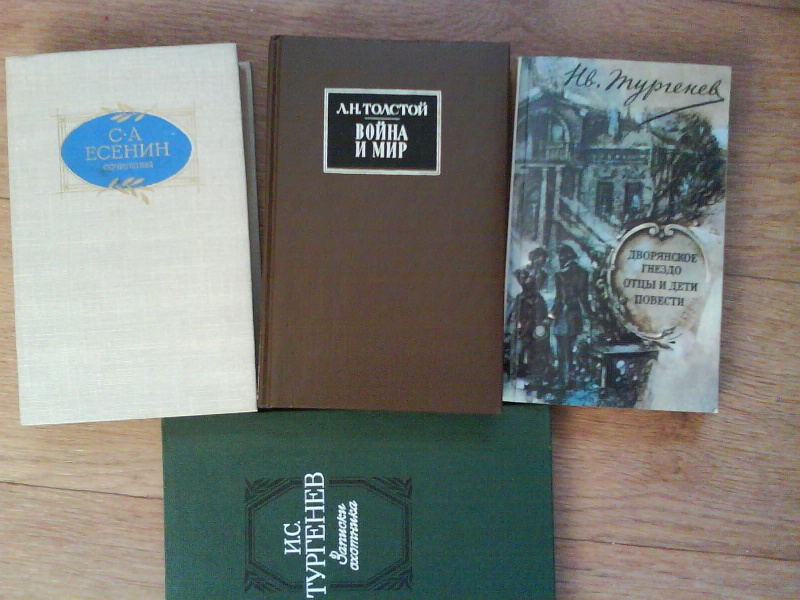 С·А
ЕСЕНИН
СОЧИНЕНИЯ
Л.Н.ТОЛСТОЙ
ВОЙНА
И МИР
Ив. Тургенев
ДВОРЯНСКОЕ
ГНЕЗДО
ОТЦЫ И ДЕТИ
ПОВЕСТИ
И.С.
ТУРГЕНЕВ
Записки
охотника